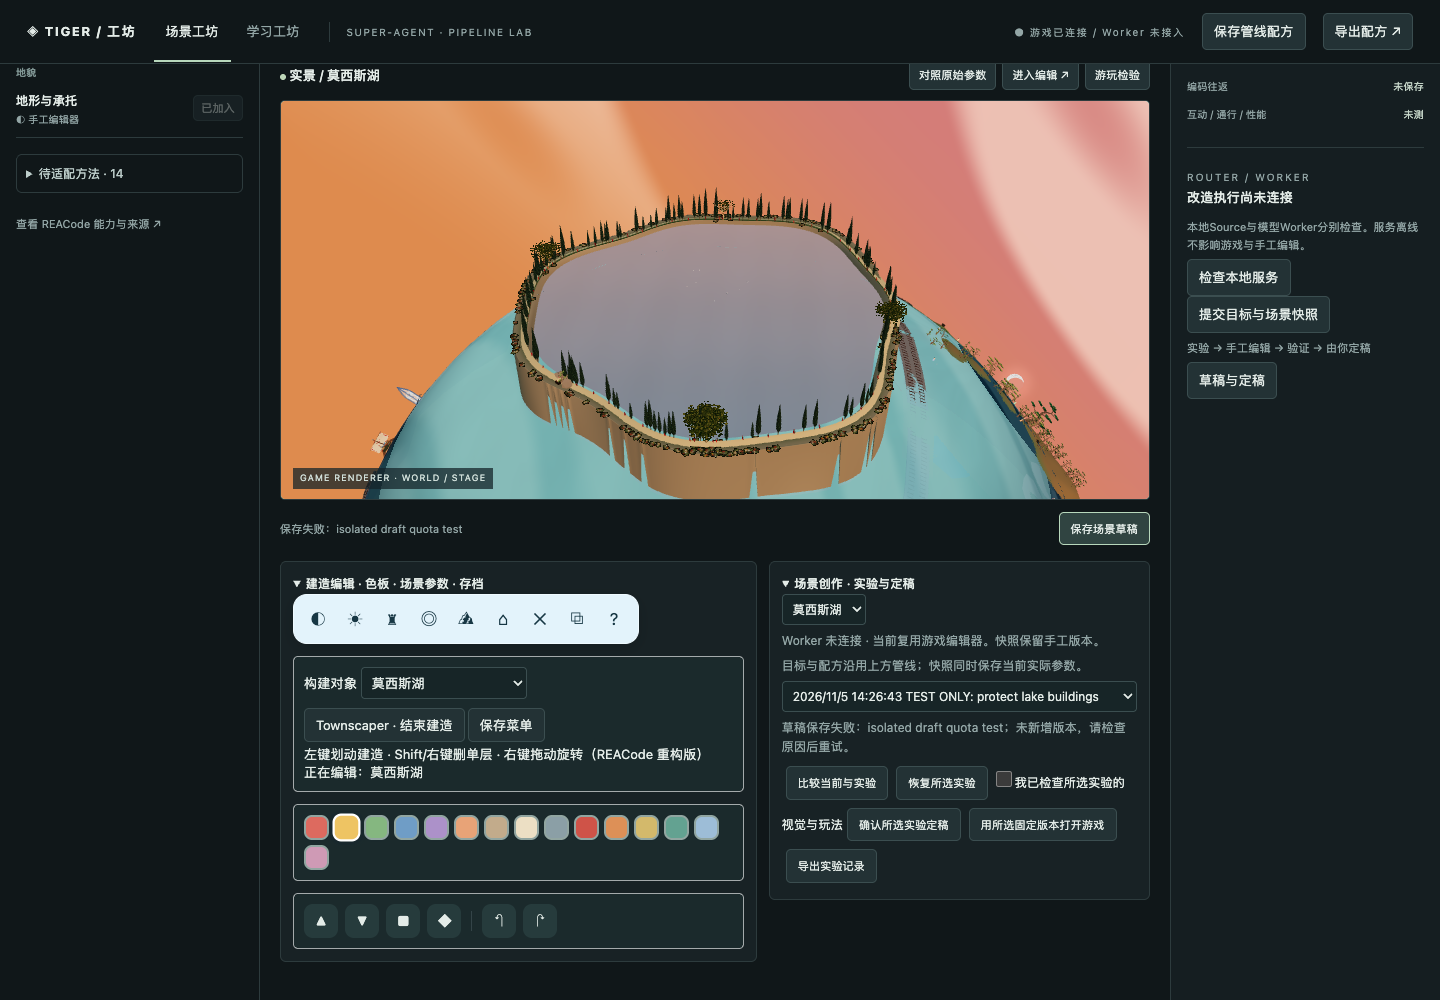 ◈ TIGER / 工坊
场景工坊
学习工坊
SUPER-AGENT · PIPELINE LAB
游戏已连接 / Worker 未接入
保存管线配方
导出配方 ↗
地貌
地形与承托
◐ 手工编辑器
已加入
▶ 待适配方法 · 14
查看 REACode 能力与来源 ↗
实景 / 莫西斯湖
对照原始参数
进入编辑 ↗
游玩检验
GAME RENDERER · WORLD / STAGE
保存失败：isolated draft quota test
保存场景草稿
▼ 建造编辑 · 色板 · 场景参数 · 存档
?
构建对象
莫西斯湖
Townscaper · 结束建造
保存菜单
左键划动建造 · Shift/右键删单层 · 右键拖动旋转（REACode 重构版）
正在编辑：莫西斯湖
▼ 场景创作 · 实验与定稿
莫西斯湖
Worker 未连接 · 当前复用游戏编辑器。快照保留手工版本。
目标与配方沿用上方管线；快照同时保存当前实际参数。
2026/11/5 14:26:43 TEST ONLY: protect lake buildings
草稿保存失败：isolated draft quota test；未新增版本，请检查
原因后重试。
比较当前与实验
恢复所选实验
我已检查所选实验的
视觉与玩法
确认所选实验定稿
用所选固定版本打开游戏
导出实验记录
编码往返
未保存
互动 / 通行 / 性能
未测
ROUTER / WORKER
改造执行尚未连接
本地Source与模型Worker分别检查。服务离线
不影响游戏与手工编辑。
检查本地服务
提交目标与场景快照
实验 → 手工编辑 → 验证 → 由你定稿
草稿与定稿